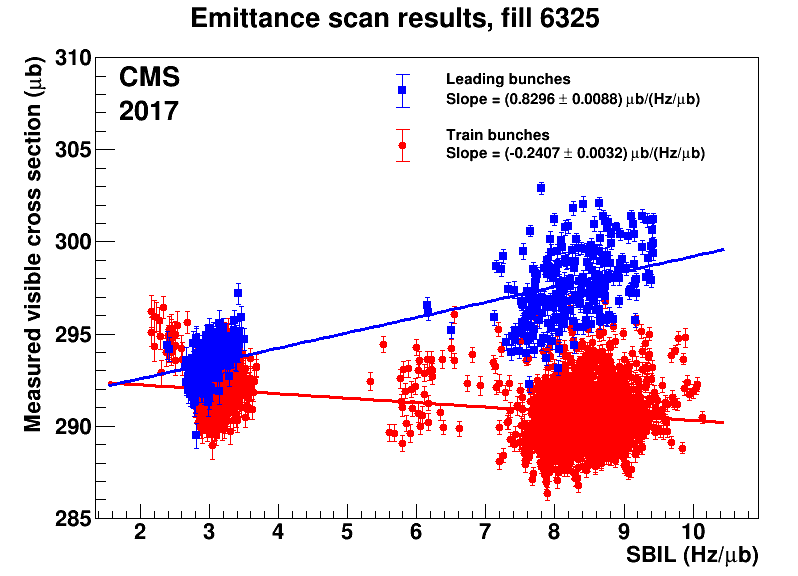 Emittance scan results, fill 6325
Measured visible cross section (μb)
310
305
300
295
290
285
CMS
2017
Leading bunches
Slope = (0.8296 ± 0.0088) μb/(Hz/μb)
Train bunches
Slope = (-0.2407 ± 0.0032) μb/(Hz/μb)
2 3 4 5 6 7 8 9 10
SBIL (Hz/μb)